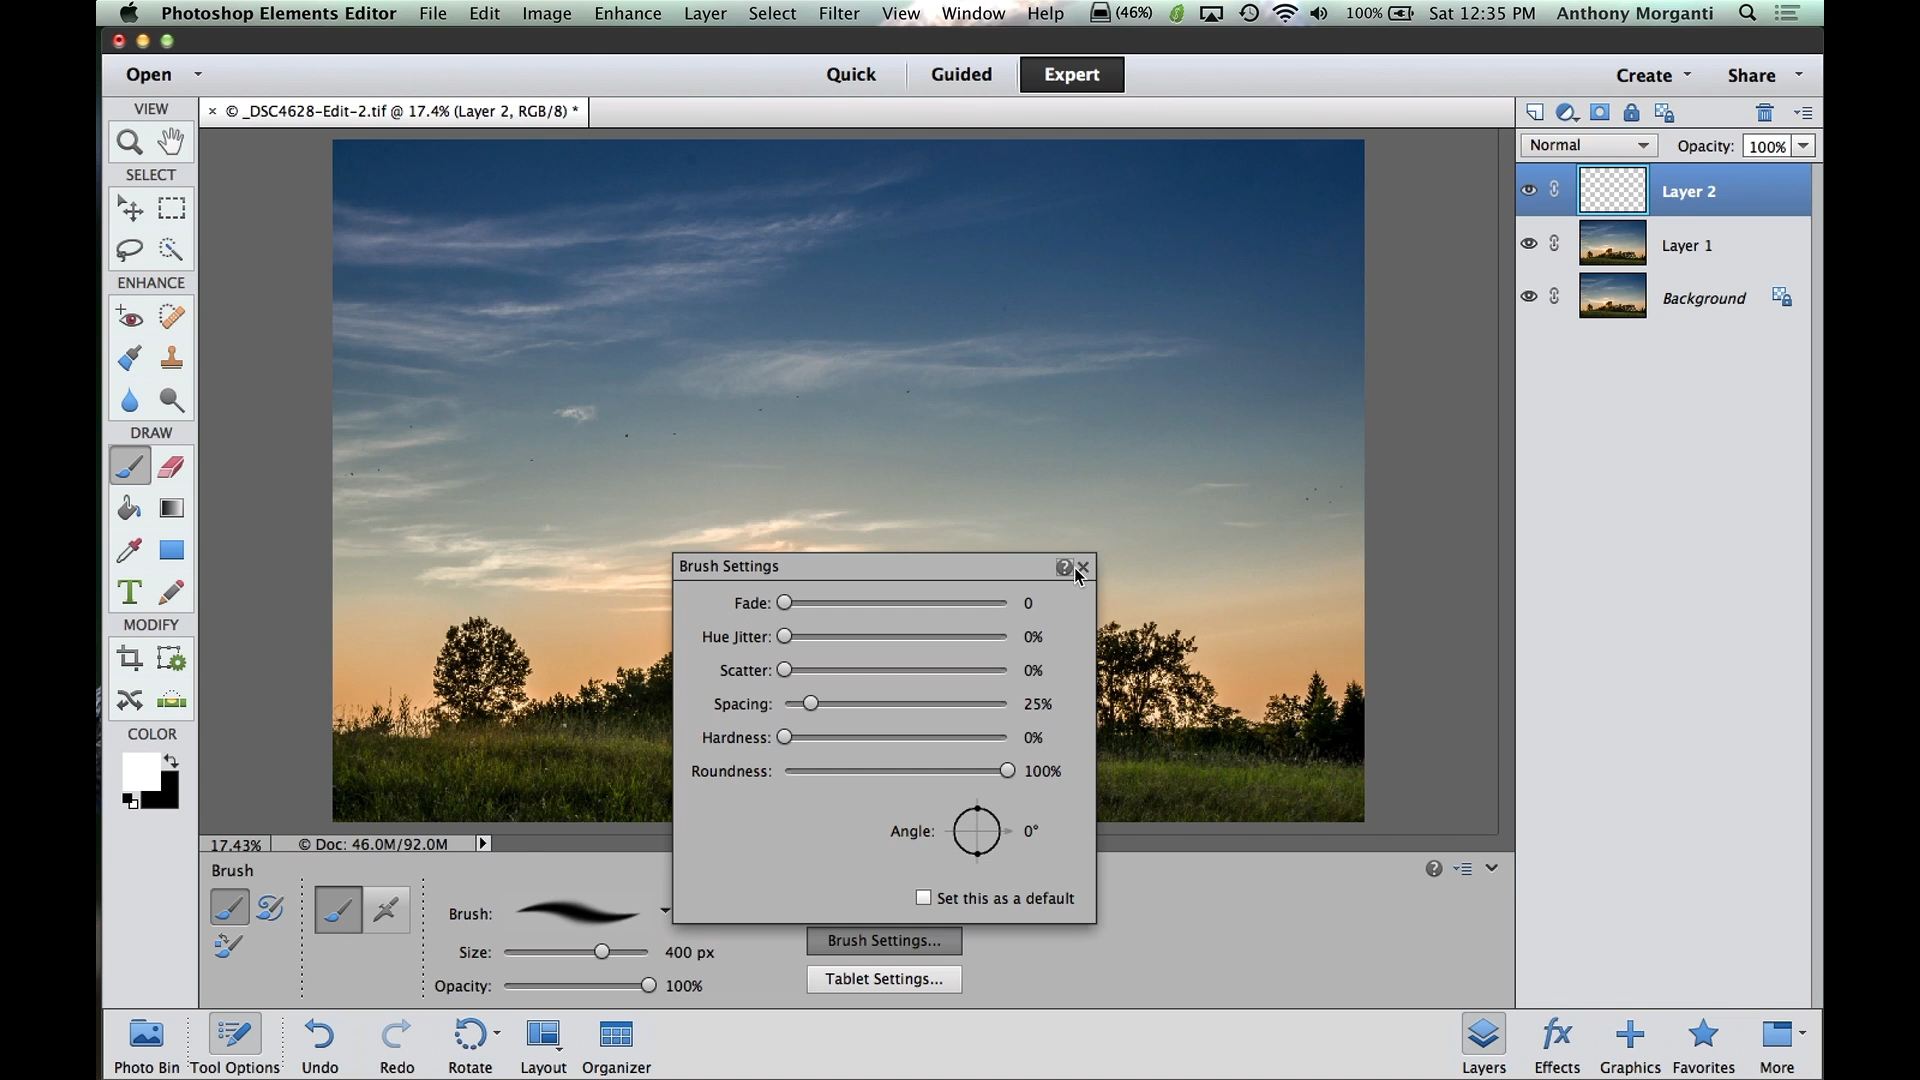 Photoshop Elements Editor File Edit Image Enhance Layer Select Filter View Window Help (46%) 100% Sat 12:35 PM Anthony Morganti
Open Quick Guided Expert Create Share
VIEW
× © _DSC4628-Edit-2.tif @ 17.4% (Layer 2, RGB/8) *
Normal Opacity: 100%
SELECT
Layer 2
Layer 1
ENHANCE
Background
DRAW
T
MODIFY
COLOR
Brush Settings
Fade: 0
Hue Jitter: 0%
Scatter: 0%
Spacing: 25%
Hardness: 0%
Roundness: 100%
Angle: 0°
Set this as a default
17.43% © Doc: 46.0M/92.0M
Brush
Brush:
Size: 400 px
Opacity: 100%
Brush Settings...
Tablet Settings...
Photo Bin Tool Options Undo Redo Rotate Layout Organizer
fx
Layers Effects Graphics Favorites More